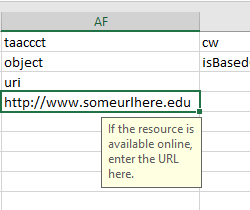 AF
taaccct cw
object isBased
uri
http://www.someurlhere.edu
If the resource is
available online,
enter the URL
here.